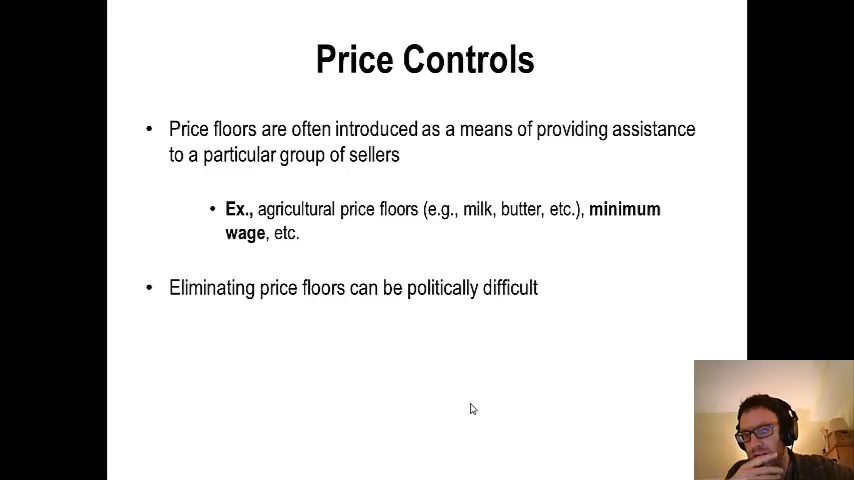 Price Controls
• Price floors are often introduced as a means of providing assistance
to a particular group of sellers
• Ex., agricultural price floors (e.g., milk, butter, etc.), minimum
wage, etc.
• Eliminating price floors can be politically difficult